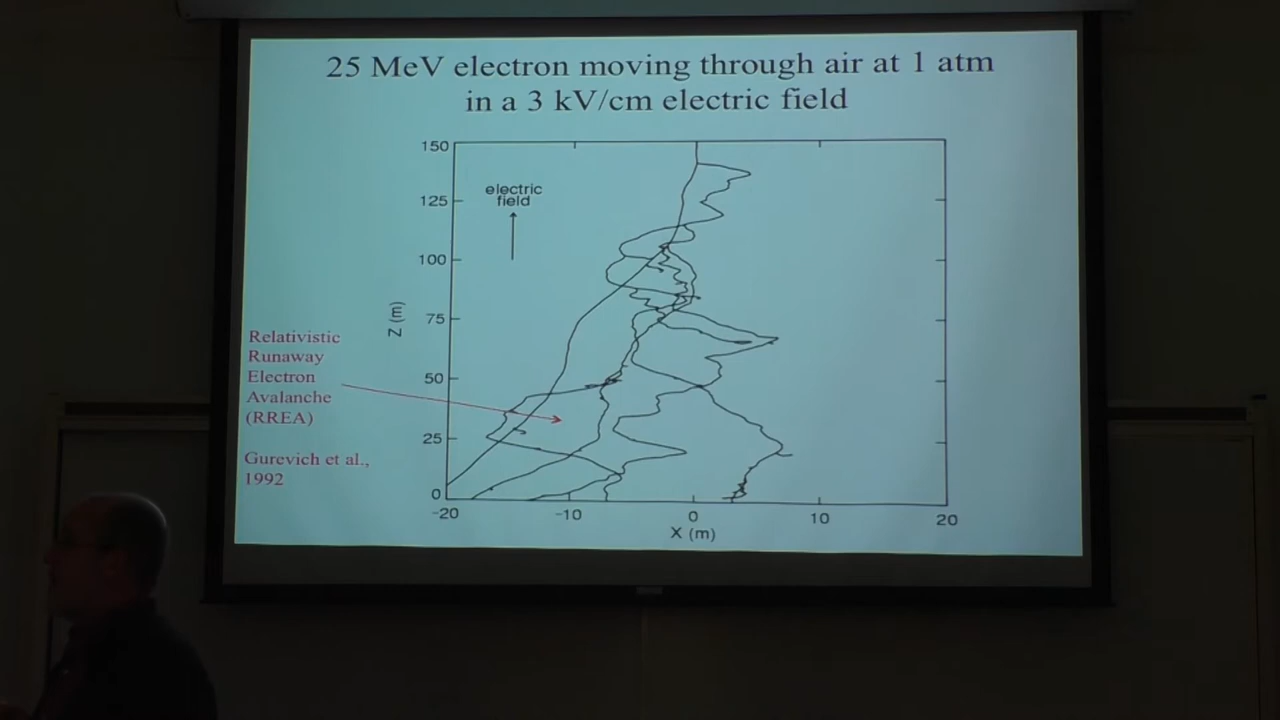 25 MeV electron moving through air at 1 atm
in a 3 kV/cm electric field
150
125
100
75
50
25
0
Z (m)
electric
field
Relativistic
Runaway
Electron
Avalanche
(RREA)
Gurevich et al.,
1992
-20
-10
0
10
20
X (m)